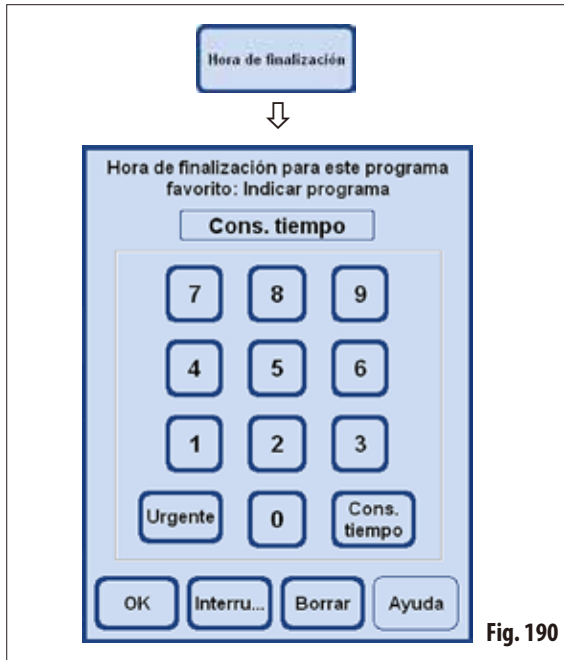 Hora de finalización
Hora de finalización para este programa
favorito: Indicar programa
Cons. tiempo
7 8 9
4 5 6
1 2 3
Urgente 0 Cons.
tiempo
OK Interru... Borrar Ayuda
Fig. 190